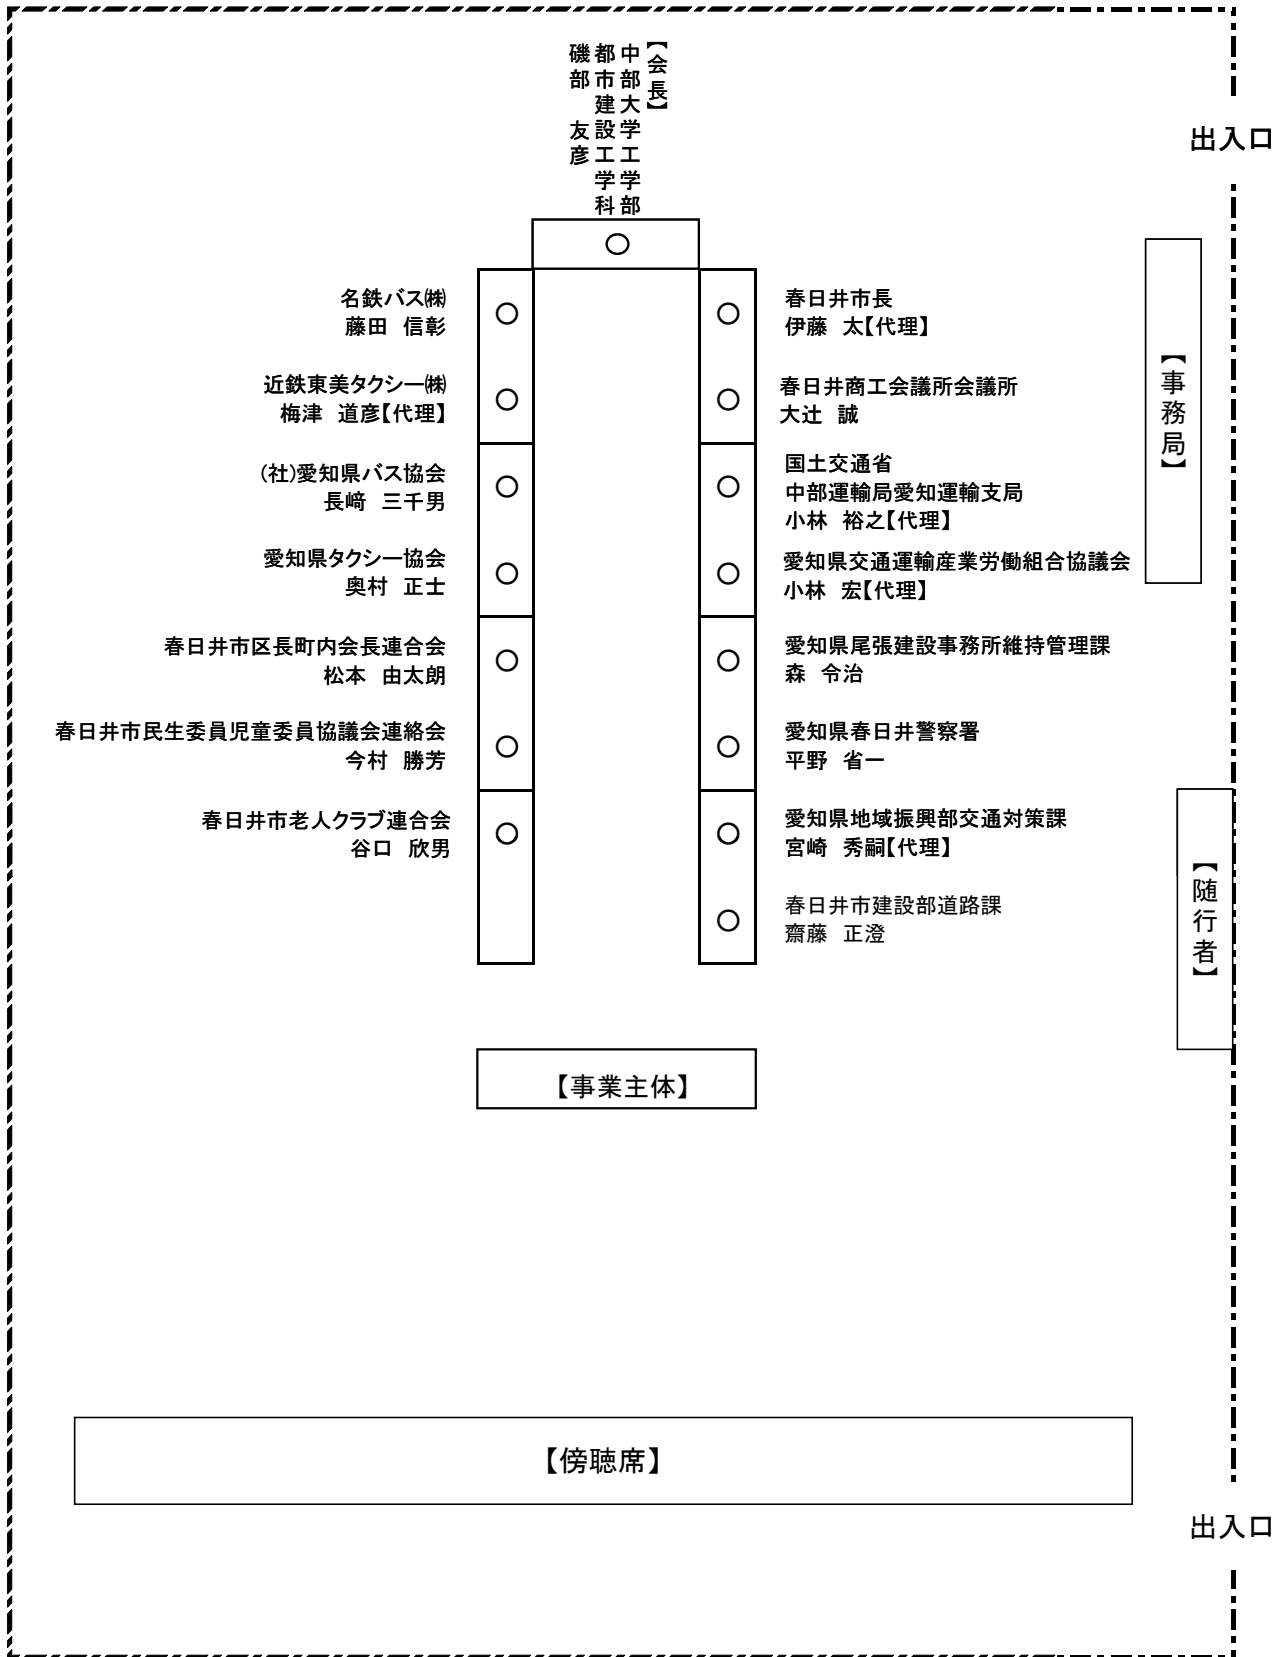 【会長】
中部大学工学部
都市建設工学科
磯部　友彦
出入口
名鉄バス㈱
藤田　信彰
近鉄東美タクシー㈱
梅津　道彦【代理】
(社)愛知県バス協会
長﨑　三千男
愛知県タクシー協会
奥村　正士
春日井市区長町内会長連合会
松本　由太朗
春日井市民生委員児童委員協議会連絡会
今村　勝芳
春日井市老人クラブ連合会
谷口　欣男
春日井市長
伊藤　太【代理】
春日井商工会議所会議所
大辻　誠
国土交通省
中部運輸局愛知運輸支局
小林　裕之【代理】
愛知県交通運輸産業労働組合協議会
小林　宏【代理】
愛知県尾張建設事務所維持管理課
森　令治
愛知県春日井警察署
平野　省一
愛知県地域振興部交通対策課
宮崎　秀嗣【代理】
春日井市建設部道路課
齋藤　正澄
【事務局】
【随行者】
【事業主体】
【傍聴席】
出入口